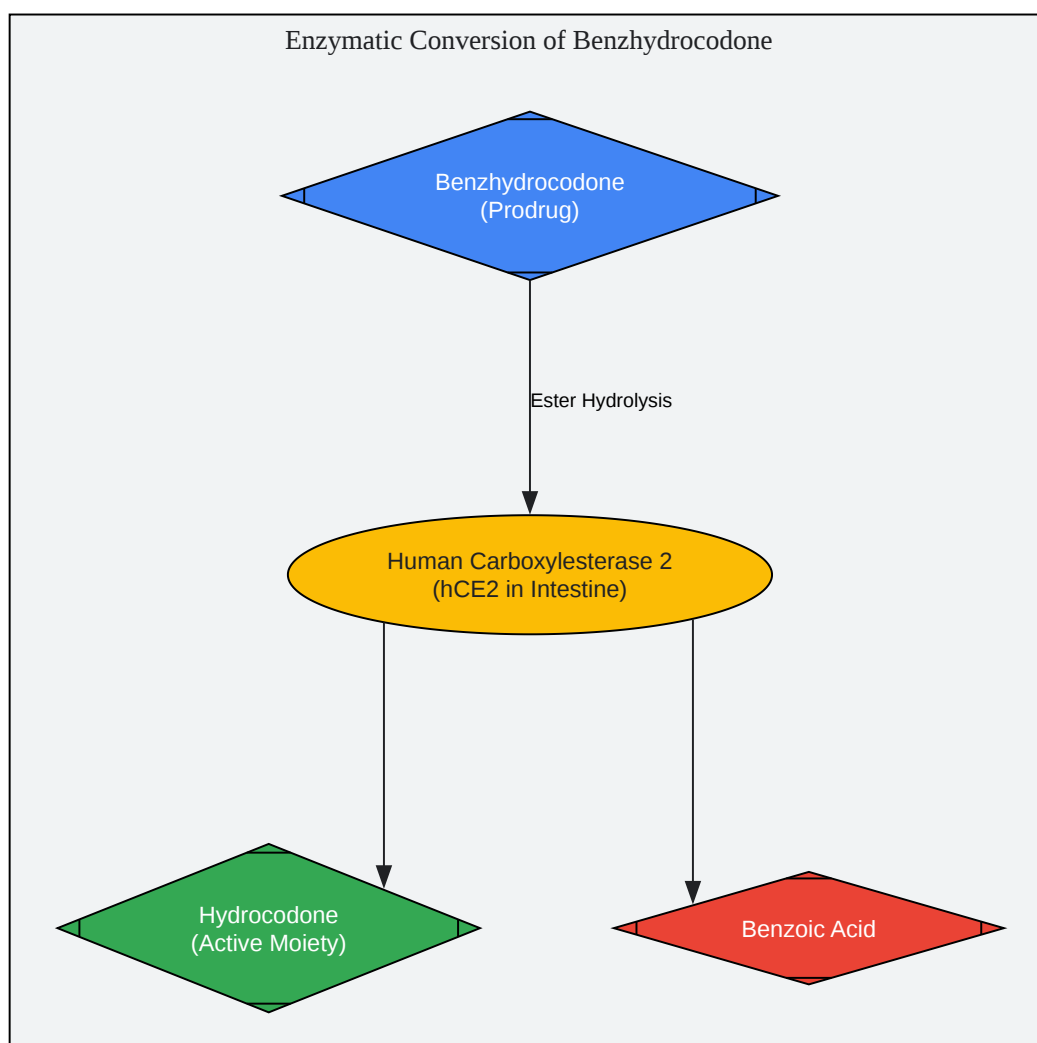 Enzymatic Conversion of Benzhydrocodone
Benzhydrocodone
(Prodrug)
Ester Hydrolysis
Human Carboxylesterase 2
(hCE2 in Intestine)
Hydrocodone
(Active Moiety)
Benzoic Acid